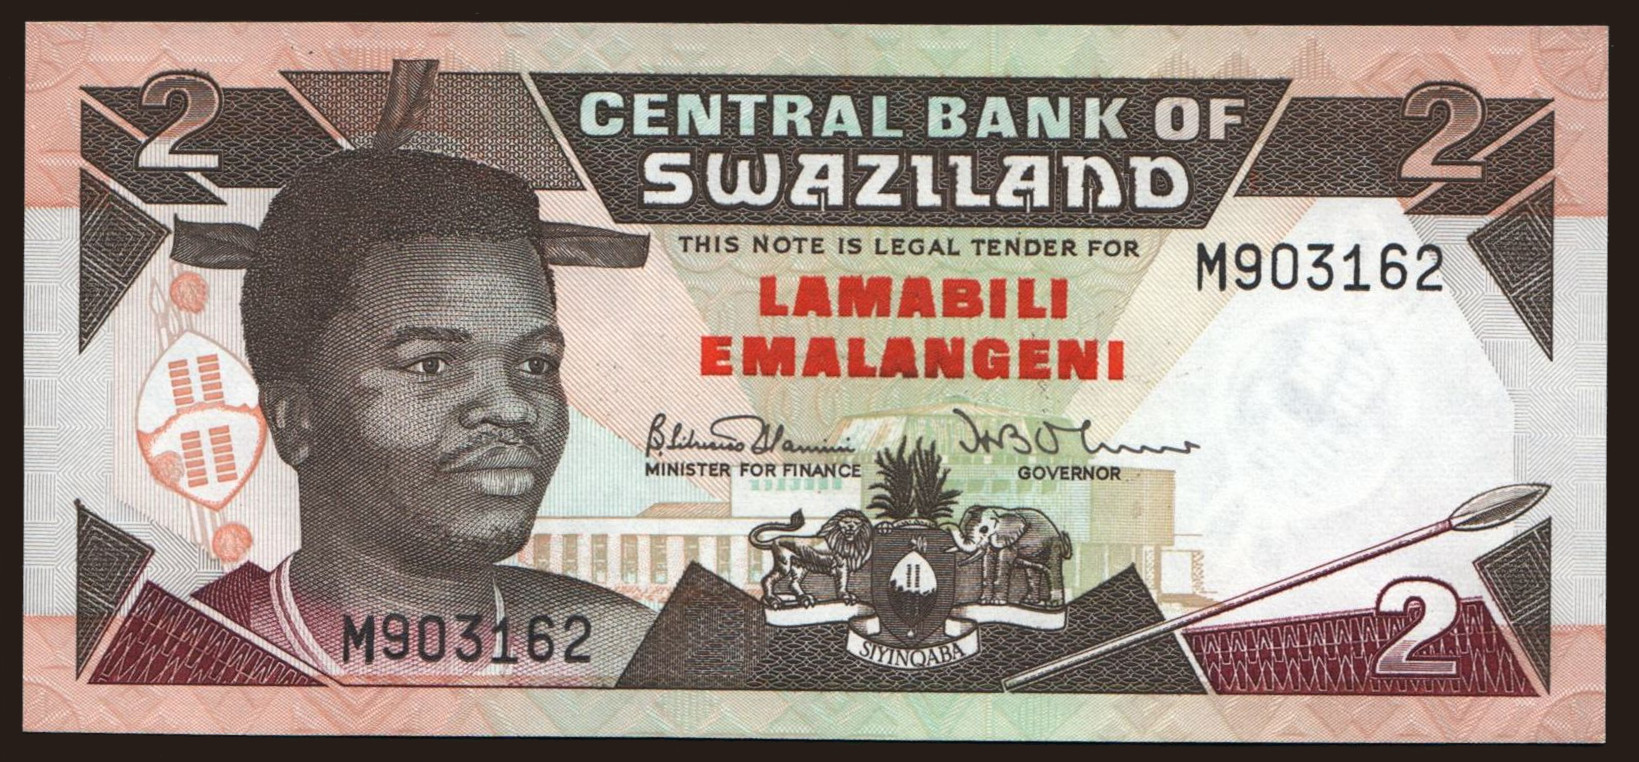 2
CENTRAL BANK OF
2
SWAZILAND
THIS NOTE IS LEGAL TENDER FOR
M903162
LAMABILI
EMALANGENI
MINISTER FOR FINANCE
GOVERNOR
SIYINQABA
M903162
2